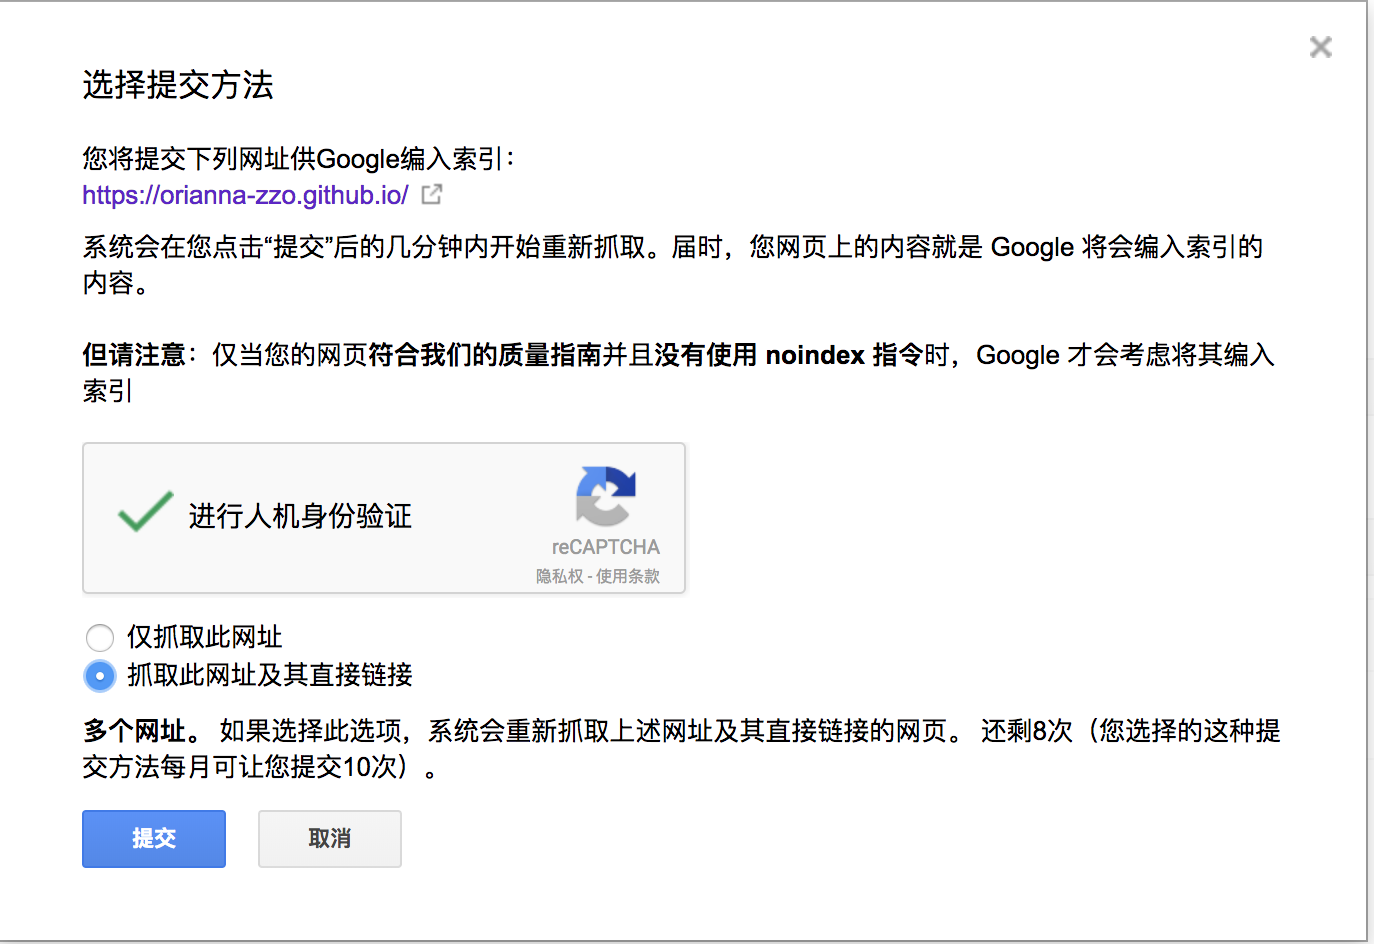 选择提交方法
您将提交下列网址供Google编入索引：
https://orianna-zzo.github.io/
系统会在您点击“提交”后的几分钟内开始重新抓取。届时，您网页上的内容就是 Google 将会编入索引的
内容。
但请注意：仅当您的网页符合我们的质量指南并且没有使用 noindex 指令时，Google 才会考虑将其编入
索引
进行人机身份验证
reCAPTCHA
隐私权 - 使用条款
仅抓取此网址
抓取此网址及其直接链接
多个网址。 如果选择此选项，系统会重新抓取上述网址及其直接链接的网页。 还剩8次（您选择的这种提
交方法每月可让您提交10次）。
提交
取消